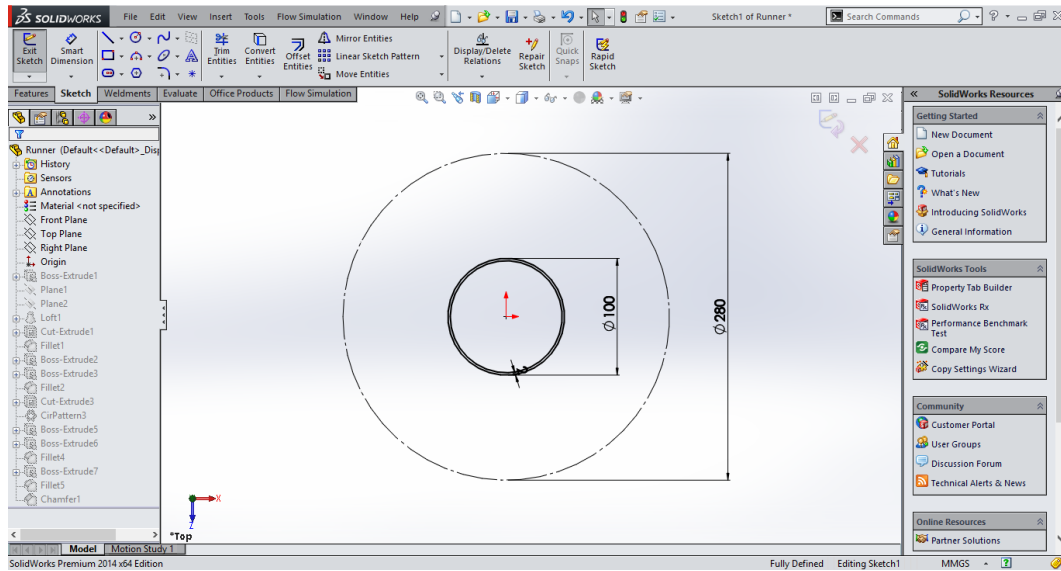 SOLIDWORKS File Edit View Insert Tools Flow Simulation Window Help Sketch1 of Runner * Search Commands
Exit Sketch
Smart Dimension
Trim Entities
Convert Entities
Offset Entities
Mirror Entities
Linear Sketch Pattern
Move Entities
Display/Delete Relations
Repair Sketch
Quick Snaps
Rapid Sketch
Features Sketch Weldments Evaluate Office Products Flow Simulation
Runner (Default<<Default>_Disp
History
Sensors
Annotations
Material <not specified>
Front Plane
Top Plane
Right Plane
Origin
Boss-Extrude1
Plane1
Plane2
Loft1
Cut-Extrude1
Fillet1
Boss-Extrude2
Boss-Extrude3
Fillet2
Cut-Extrude3
CirPattern3
Boss-Extrude5
Boss-Extrude6
Fillet4
Boss-Extrude7
Fillet5
Chamfer1
Ø100
Ø280
X
Z
*Top
SolidWorks Resources
Getting Started
New Document
Open a Document
Tutorials
What's New
Introducing SolidWorks
General Information
SolidWorks Tools
Property Tab Builder
SolidWorks Rx
Performance Benchmark Test
Compare My Score
Copy Settings Wizard
Community
Customer Portal
User Groups
Discussion Forum
Technical Alerts & News
Online Resources
Partner Solutions
Model Motion Study 1
SolidWorks Premium 2014 x64 Edition Fully Defined Editing Sketch1 MMGS